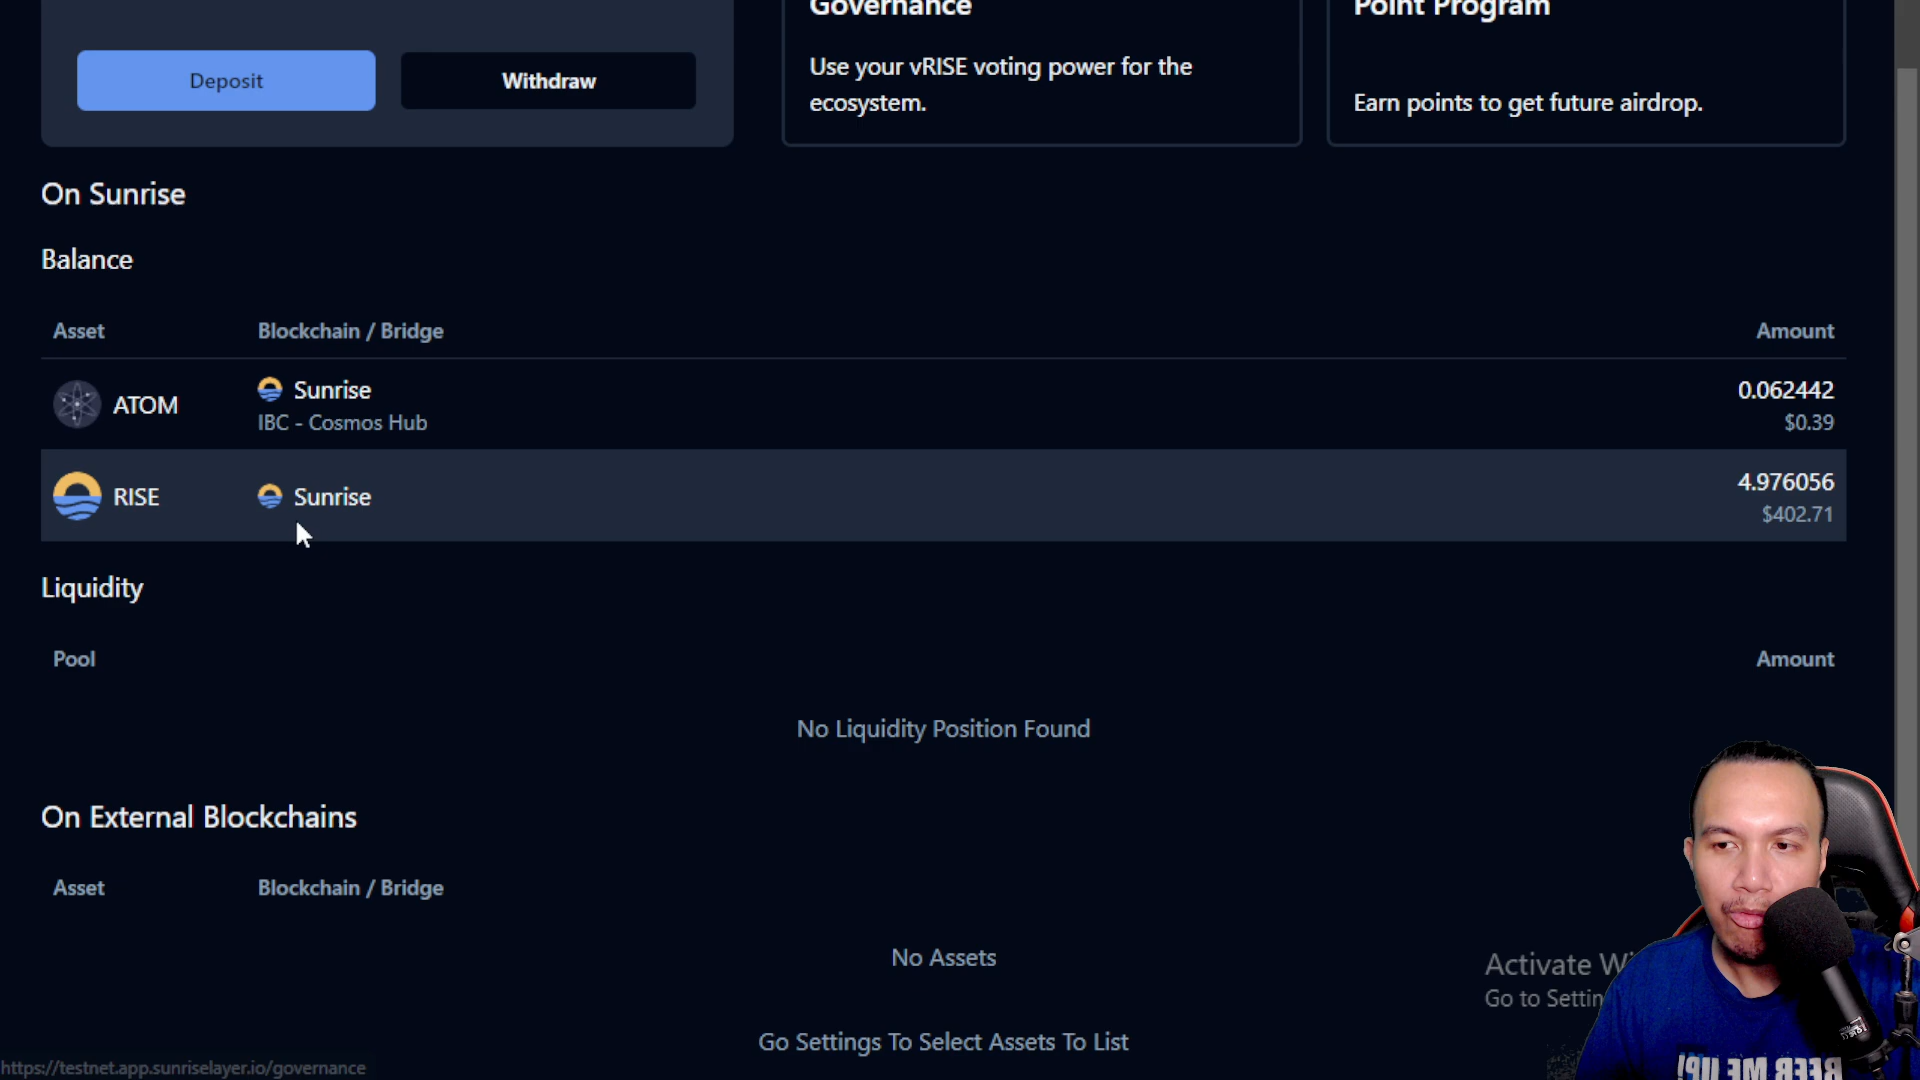 Governance
Point Program
Deposit
Withdraw
Use your vRISE voting power for the
ecosystem.
Earn points to get future airdrop.
On Sunrise
Balance
Asset
Blockchain / Bridge
Amount
ATOM
Sunrise
IBC - Cosmos Hub
0.062442
$0.39
RISE
Sunrise
4.976056
$402.71
Liquidity
Pool
Amount
No Liquidity Position Found
On External Blockchains
Asset
Blockchain / Bridge
No Assets
Activate
Go to
Go Settings To Select Assets To List
https://testnet.app.sunriselayer.io/governance
BEER ME UP!